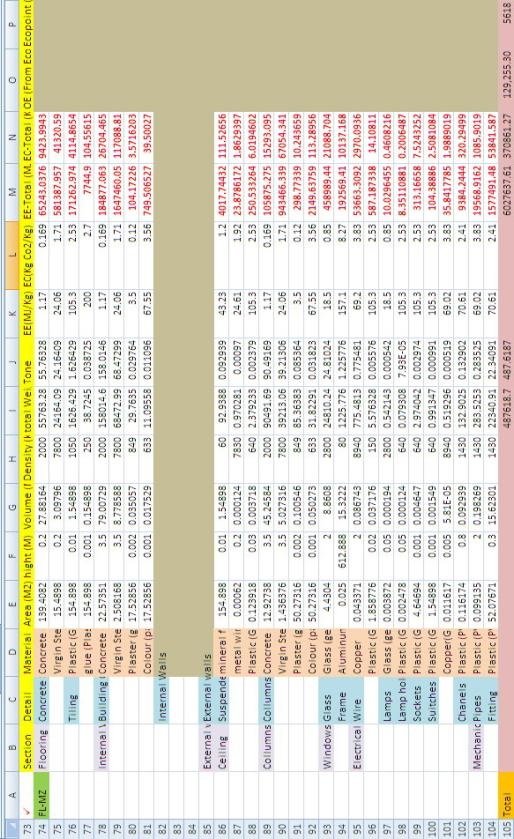 A B C D E F G H I J K L M N O P
73 Section Detail Material Area (M2) hight (M) Volume (I Density (k total Wei Tone EE(MJ/kg) EC(Kg Co2/Kg) EE-Total (M EC-Total (K OE (From Eco Ecopoint (
74 FL-MZ Flooring Concrete Concrete 139.4082 0.2 27.88164 2000 55763.28 55.76328 1.17 0.169 65243.0376 9423.9943
75 Virgin Ste 15.4898 0.2 3.09796 7800 24164.09 24.16409 24.06 1.71 581387.957 41320.59
76 Tiling Plastic (G 154.898 0.01 1.54898 1050 1626.429 1.626429 105.3 2.53 171262.974 4114.8654
77 glue (Plas 154.898 0.001 0.154898 250 38.7245 0.038725 200 2.7 7744.9 104.55615
78 Internal \ Building ( Concrete 22.57351 3.5 79.00729 2000 158014.6 158.0146 1.17 0.169 184877.063 26704.465
79 Virgin Ste 2.508168 3.5 8.778588 7800 68472.99 68.47299 24.06 1.71 1647460.05 117088.81
80 Plaster (g 17.52856 0.002 0.035057 849 29.7635 0.029764 3.5 0.12 104.17226 3.5716203
81 Colour (p 17.52856 0.001 0.017529 633 11.09558 0.011096 67.55 3.56 749.506527 39.50027
82 Internal Walls
83
84
85 External \ External walls
86 Ceiling Suspende mineral f 154.898 0.01 1.54898 60 92.9388 0.092939 43.23 1.2 4017.74432 111.52656
87 metal wir 0.00062 0.2 0.000124 7830 0.970281 0.00097 24.61 1.92 23.8786172 1.8629397
88 Plastic (G 0.123918 0.03 0.003718 640 2.379233 0.002379 105.3 2.53 250.533264 6.0194602
89 Collumns Collumns Concrete 12.92738 3.5 45.24584 2000 90491.69 90.49169 1.17 0.169 105875.275 15293.095
90 Virgin Ste 1.436376 3.5 5.027316 7800 39213.06 39.21306 24.06 1.71 943466.339 67054.341
91 Plaster (g 50.27316 0.002 0.100546 849 85.36383 0.085364 3.5 0.12 298.77339 10.243659
92 Colour (p 50.27316 0.001 0.050273 633 31.82291 0.031823 67.55 3.56 2149.63759 113.28956
93 Windows Glass Glass (ge 4.4304 2 8.8608 2800 24810.24 24.81024 18.5 0.85 458989.44 21088.704
94 Frame Aluminun 0.025 612.888 15.3222 80 1225.776 1.225776 157.1 8.27 192569.41 10137.168
95 Electrical Wire Copper 0.043371 2 0.086743 8940 775.4813 0.775481 69.2 3.83 53663.3092 2970.0936
96 Plastic (G 1.858776 0.02 0.037176 150 5.576328 0.005576 105.3 2.53 587.187338 14.10811
97 Lamps Glass (ge 0.003872 0.05 0.000194 2800 0.542143 0.000542 18.5 0.85 10.0296455 0.4608216
98 Lamp hol Plastic (G 0.002478 0.05 0.000124 640 0.079308 7.93E-05 105.3 2.53 8.35110881 0.2006487
99 Sockets Plastic (G 4.64694 0.001 0.004647 640 2.974042 0.002974 105.3 2.53 313.16658 7.5243252
100 Suitches Plastic (G 1.54898 0.001 0.001549 640 0.991347 0.000991 105.3 2.53 104.38886 2.5081084
101 Copper(G 0.011617 0.005 5.81E-05 8940 0.519296 0.000519 69.02 3.83 35.8417785 1.9889019
102 Chanels Plastic (P\ 0.116174 0.8 0.092939 1430 132.9025 0.132902 70.61 2.41 9384.2444 320.29499
103 Mechanic Pipes Plastic (P\ 0.099135 2 0.198269 1430 283.5253 0.283525 69.02 3.83 19568.9162 1085.9019
104 Fitting Plastic (P\ 52.07671 0.3 15.62301 1430 22340.91 22.34091 70.61 2.41 1577491.4 53841.587
105 Total 487618.7 487.6187 6027637.61 370861.27 129,255.30 5618